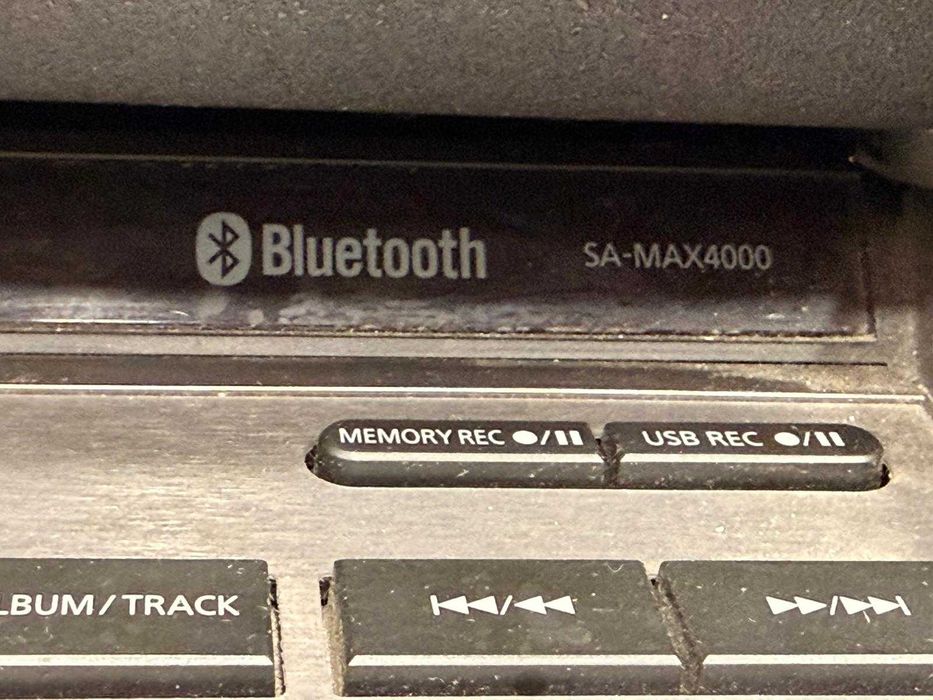 Bluetooth SA-MAX4000
MEMORY REC ●/❚❚ USB REC ●/❚❚
LBUM/TRACK